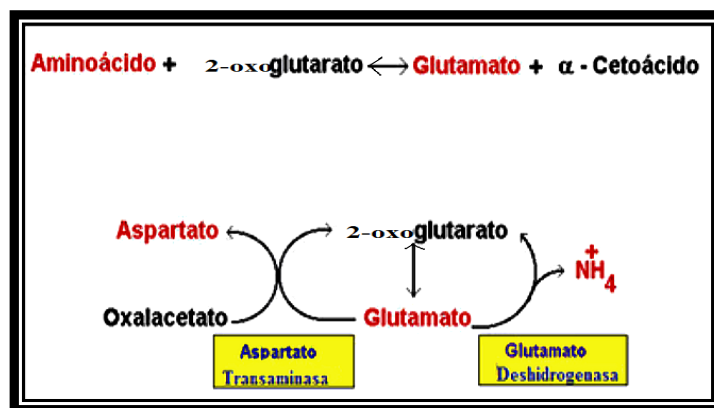 Aminoácido + 2-oxoglutarato ⟷ Glutamato + α - Cetoácido
Aspartato 2-oxoglutarato
NH4+
Oxalacetato Glutamato
Aspartato Transaminasa
Glutamato Deshidrogenasa